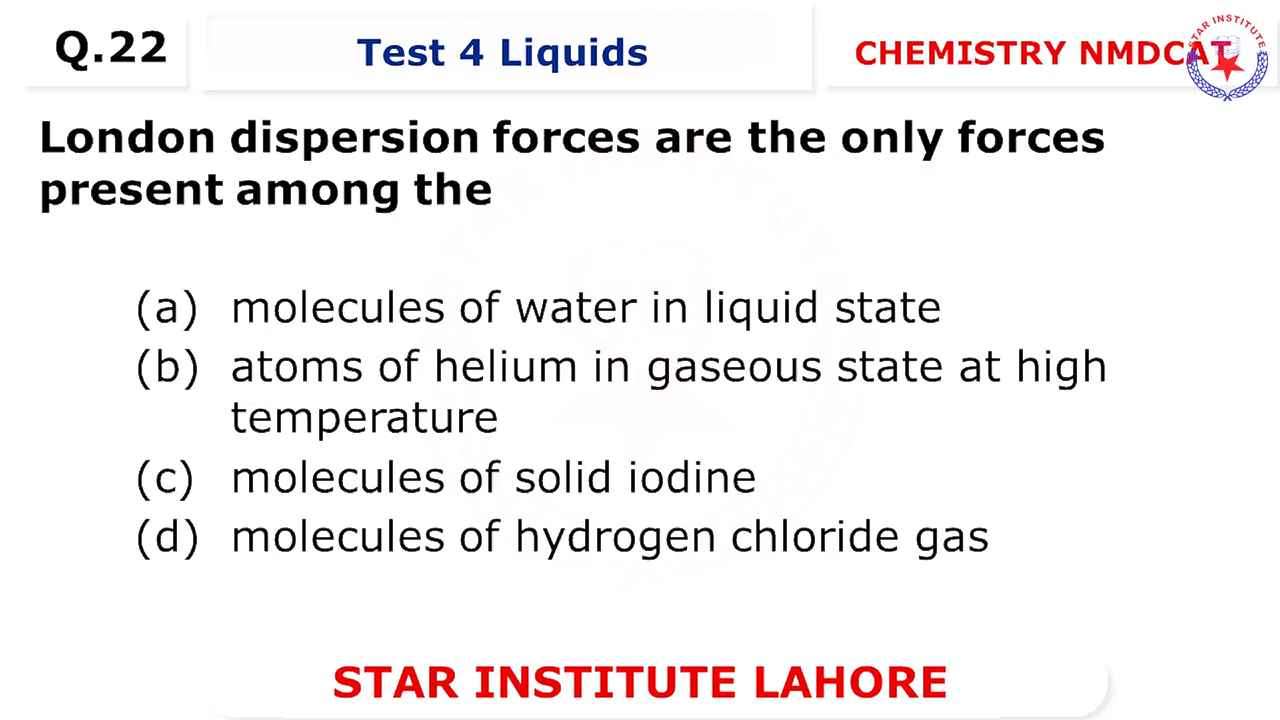 Q.22
Test 4 Liquids
CHEMISTRY NMDCAT
STAR INSTITUTE
London dispersion forces are the only forces
present among the
(a) molecules of water in liquid state
(b) atoms of helium in gaseous state at high
temperature
(c) molecules of solid iodine
(d) molecules of hydrogen chloride gas
STAR INSTITUTE LAHORE